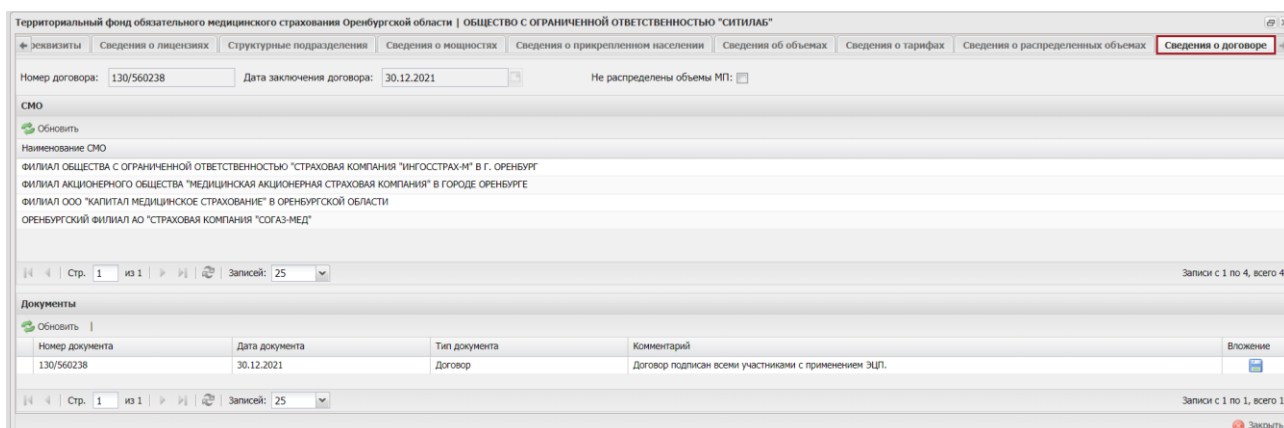 Территориальный фонд обязательного медицинского страхования Оренбургской области | ОБЩЕСТВО С ОГРАНИЧЕННОЙ ОТВЕТСТВЕННОСТЬЮ "СИТИЛАБ"
реквизиты Сведения о лицензиях Структурные подразделения Сведения о мощностях Сведения о прикрепленном населении Сведения об объемах Сведения о тарифах Сведения о распределенных объемах Сведения о договоре
Номер договора: 130/560238 Дата заключения договора: 30.12.2021 Не распределены объемы МП:
СМО
Обновить
Наименование СМО
ФИЛИАЛ ОБЩЕСТВА С ОГРАНИЧЕННОЙ ОТВЕТСТВЕННОСТЬЮ "СТРАХОВАЯ КОМПАНИЯ "ИНГОССТРАХ-М" В Г. ОРЕНБУРГ
ФИЛИАЛ АКЦИОНЕРНОГО ОБЩЕСТВА "МЕДИЦИНСКАЯ АКЦИОНЕРНАЯ СТРАХОВАЯ КОМПАНИЯ" В ГОРОДЕ ОРЕНБУРГЕ
ФИЛИАЛ ООО "КАПИТАЛ МЕДИЦИНСКОЕ СТРАХОВАНИЕ" В ОРЕНБУРГСКОЙ ОБЛАСТИ
ОРЕНБУРГСКИЙ ФИЛИАЛ АО "СТРАХОВАЯ КОМПАНИЯ "СОГАЗ-МЕД"
Стр. 1 из 1 Записей: 25 Записи с 1 по 4, всего 4
Документы
Обновить |
Номер документа Дата документа Тип документа Комментарий Вложение
130/560238 30.12.2021 Договор Договор подписан всеми участниками с применением ЭЦП.
Стр. 1 из 1 Записей: 25 Записи с 1 по 1, всего 1
Закрыть